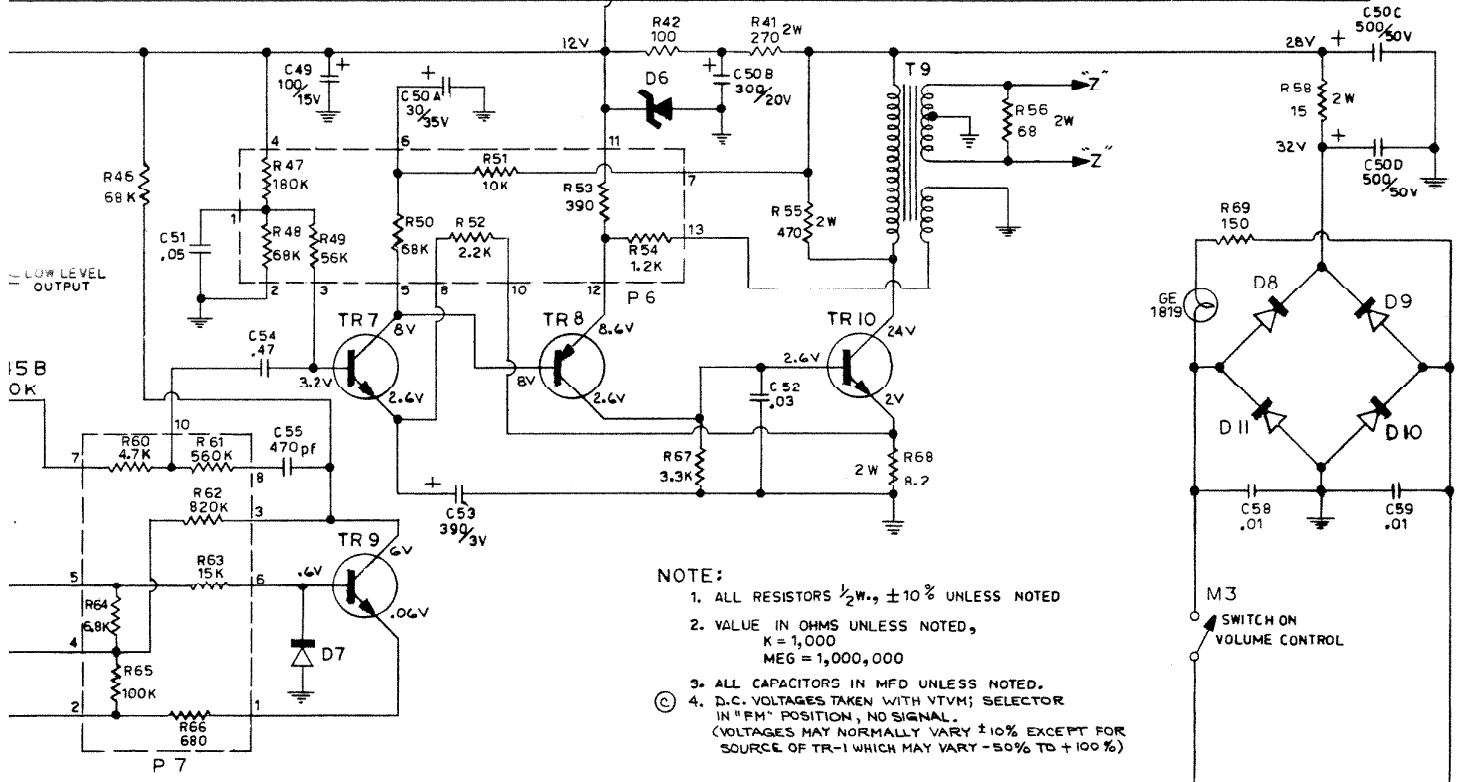 12V
R42
100
R41
270
2W
28V
C50C
500/50V
C49
100/15V
C50A
30/35V
D6
C50B
300/20V
T9
"Z"
R56
68
2W
"Z"
R58
15
2W
32V
C50D
500/50V
4
6
11
R46
68K
R47
180K
R51
10K
7
R53
390
1
R48
68K
R49
56K
R50
68K
R52
2.2K
R54
1.2K
13
R55
470
2W
R69
150
C51
.05
LOW LEVEL
OUTPUT
2
3
5
8
10
12
P6
GE
1819
D8
D9
TR7
8V
TR8
8.6V
TR10
24V
C54
.47
3.2V
2.6V
8V
2.6V
2.6V
C52
.03
2V
15B
OK
D11
D10
10
7
R60
4.7K
R61
560K
8
C55
470pf
R67
3.3K
2W
R68
8.2
R62
820K
3
C53
390/3V
C58
.01
C59
.01
TR9
6V
5
R63
15K
6
.6V
.06V
R64
6.8K
4
R65
100K
D7
2
R66
680
1
P7
M3
SWITCH ON
VOLUME CONTROL
NOTE:
1. ALL RESISTORS ½W., ±10% UNLESS NOTED
2. VALUE IN OHMS UNLESS NOTED,
K = 1,000
MEG = 1,000,000
3. ALL CAPACITORS IN MFD UNLESS NOTED.
Ⓒ 4. D.C. VOLTAGES TAKEN WITH VTVM; SELECTOR
IN "FM" POSITION, NO SIGNAL.
(VOLTAGES MAY NORMALLY VARY ±10% EXCEPT FOR
SOURCE OF TR-1 WHICH MAY VARY -50% TO +100%)